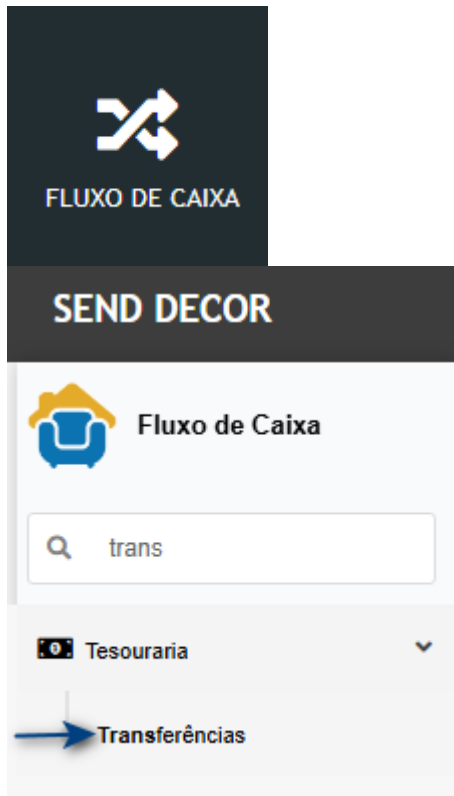 FLUXO DE CAIXA
SEND DECOR
Fluxo de Caixa
trans
Tesouraria
Transferências